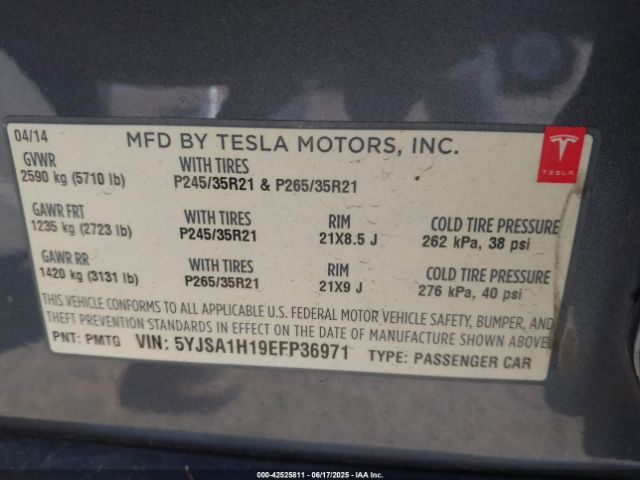 04/14 MFD BY TESLA MOTORS, INC.
TESLA
GVWR WITH TIRES
2590 kg (5710 lb) P245/35R21 & P265/35R21
GAWR FRT WITH TIRES RIM COLD TIRE PRESSURE
1235 kg (2723 lb) P245/35R21 21X8.5 J 262 kPa, 38 psi
GAWR RR WITH TIRES RIM COLD TIRE PRESSURE
1420 kg (3131 lb) P265/35R21 21X9 J 276 kPa, 40 psi
THIS VEHICLE CONFORMS TO ALL APPLICABLE U.S. FEDERAL MOTOR VEHICLE SAFETY, BUMPER, AND
THEFT PREVENTION STANDARDS IN EFFECT ON THE DATE OF MANUFACTURE SHOWN ABOVE
PNT: PMTG VIN: 5YJSA1H19EFP36971 TYPE: PASSENGER CAR
000-42525811 - 06/17/2025 - IAA Inc.